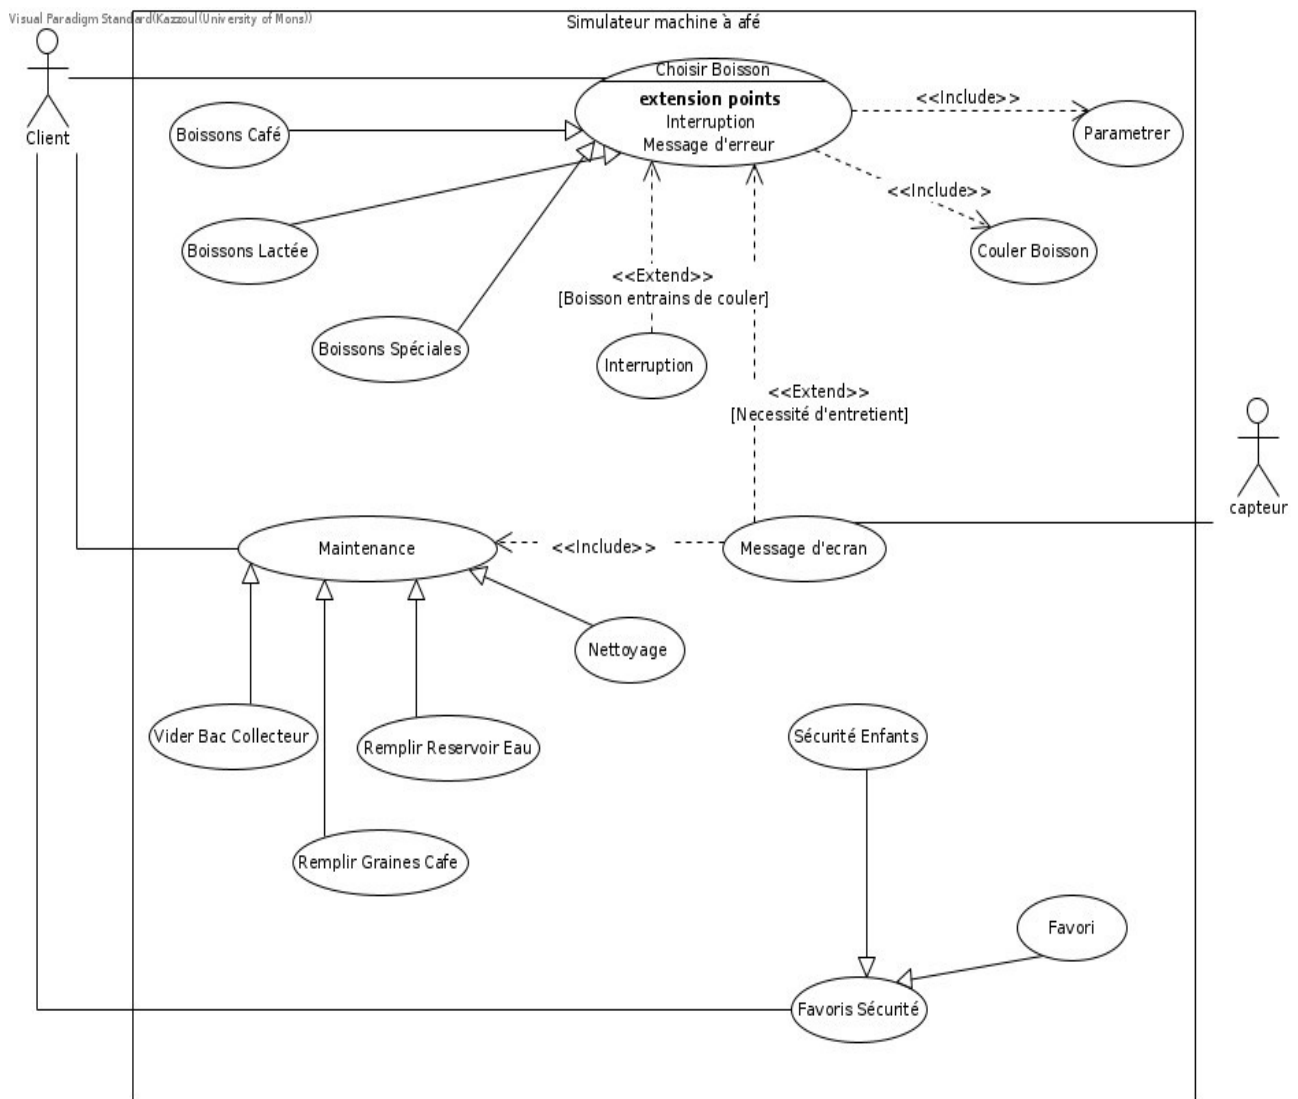 Visual Paradigm Standard(Kazzoul(University of Mons))
Simulateur machine à afé
Client
Choisir Boisson
extension points
Interruption
Message d'erreur
<<Include>>
Parametrer
Boissons Café
<<Include>>
Couler Boisson
Boissons Lactée
<<Extend>>
[Boisson entrains de couler]
Boissons Spéciales
Interruption
<<Extend>>
[Necessité d'entretient]
capteur
Maintenance
<<Include>>
Message d'ecran
Nettoyage
Vider Bac Collecteur
Remplir Reservoir Eau
Sécurité Enfants
Remplir Graines Cafe
Favori
Favoris Sécurité